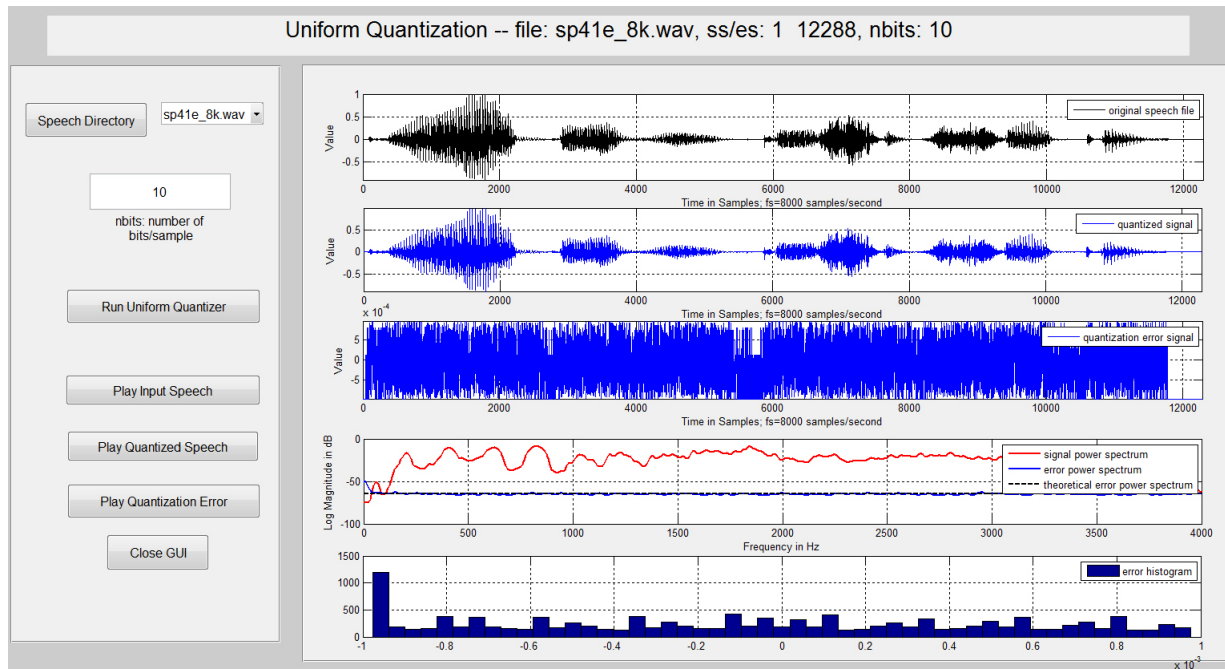 Uniform Quantization -- file: sp41e_8k.wav, ss/es: 1 12288, nbits: 10
Speech Directory
sp41e_8k.wav
10
nbits: number of
bits/sample
Run Uniform Quantizer
Play Input Speech
Play Quantized Speech
Play Quantization Error
Close GUI
1
0.5
0
-0.5
Value
original speech file
0 2000 4000 6000 8000 10000 12000
Time in Samples; fs=8000 samples/second
0.5
0
-0.5
Value
quantized signal
0 2000 4000 6000 8000 10000 12000
Time in Samples; fs=8000 samples/second
x 10-4
5
0
-5
Value
quantization error signal
0 2000 4000 6000 8000 10000 12000
Time in Samples; fs=8000 samples/second
0
-50
-100
Log Magnitude in dB
signal power spectrum
error power spectrum
theoretical error power spectrum
0 500 1000 1500 2000 2500 3000 3500 4000
Frequency in Hz
1500
1000
500
0
error histogram
-1 -0.8 -0.6 -0.4 -0.2 0 0.2 0.4 0.6 0.8 1
x 10-3